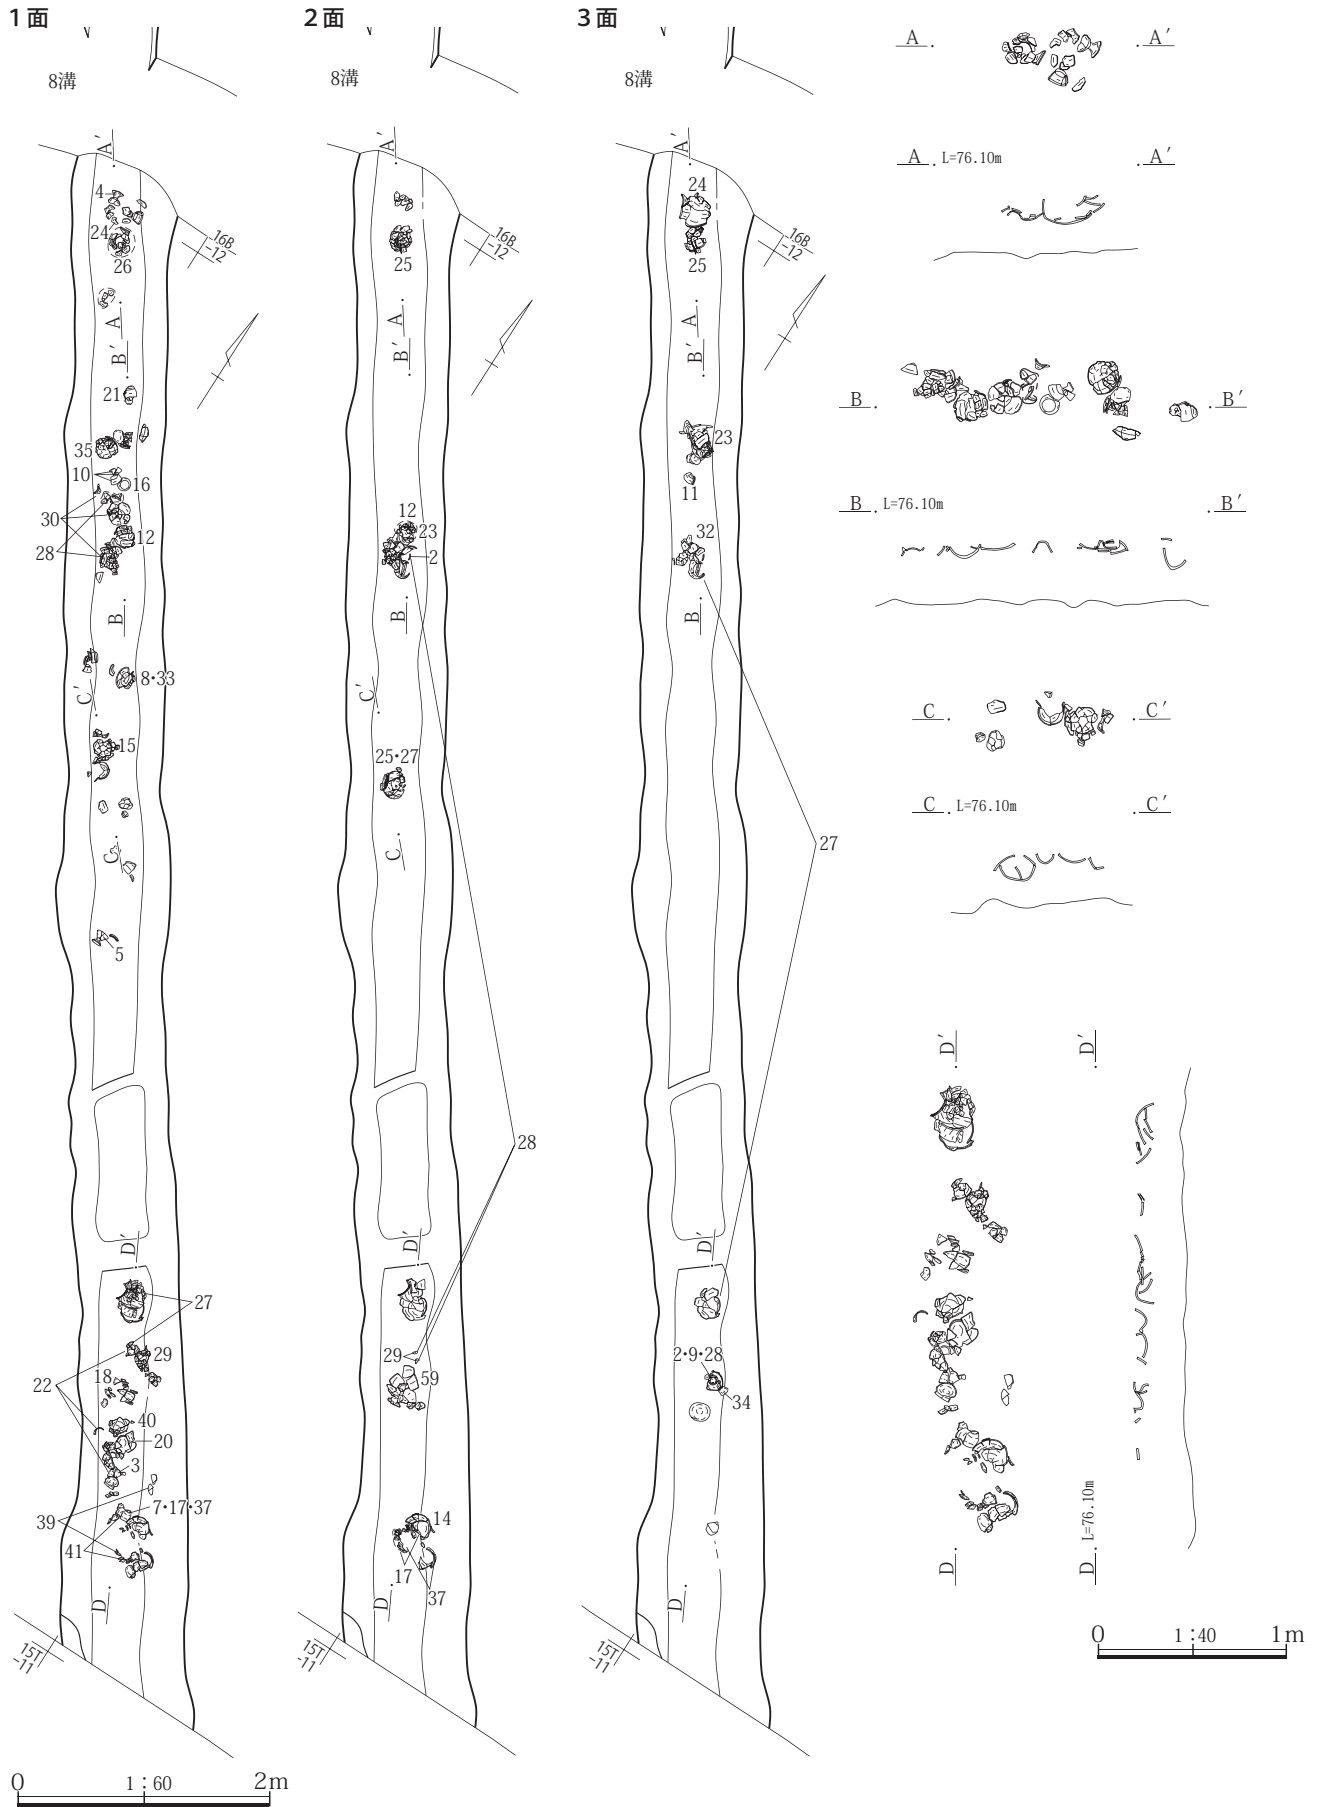 1面
8溝
A′
4
24
26
16B
-12
A
B′
21
35
10
16
30
28
12
B
8・33
C′
15
C
5
D′
27
29
22
18
40
20
3
7・17・37
39
41
D
15T
-11
0 1:60 2m
2面
8溝
A′
25
16B
-12
A
B′
12
23
2
B
C′
25・27
C
28
D′
29
59
14
17
37
D
15T
-11
3面
8溝
A′
24
25
16B
-12
A
B′
23
11
32
B
27
D′
2・9・28
34
D
15T
-11
A . . A′
A . L=76.10m . A′
B . . B′
B . L=76.10m . B′
C . . C′
C . L=76.10m . C′
D′ D′
L=76.10m
D D
0 1:40 1m